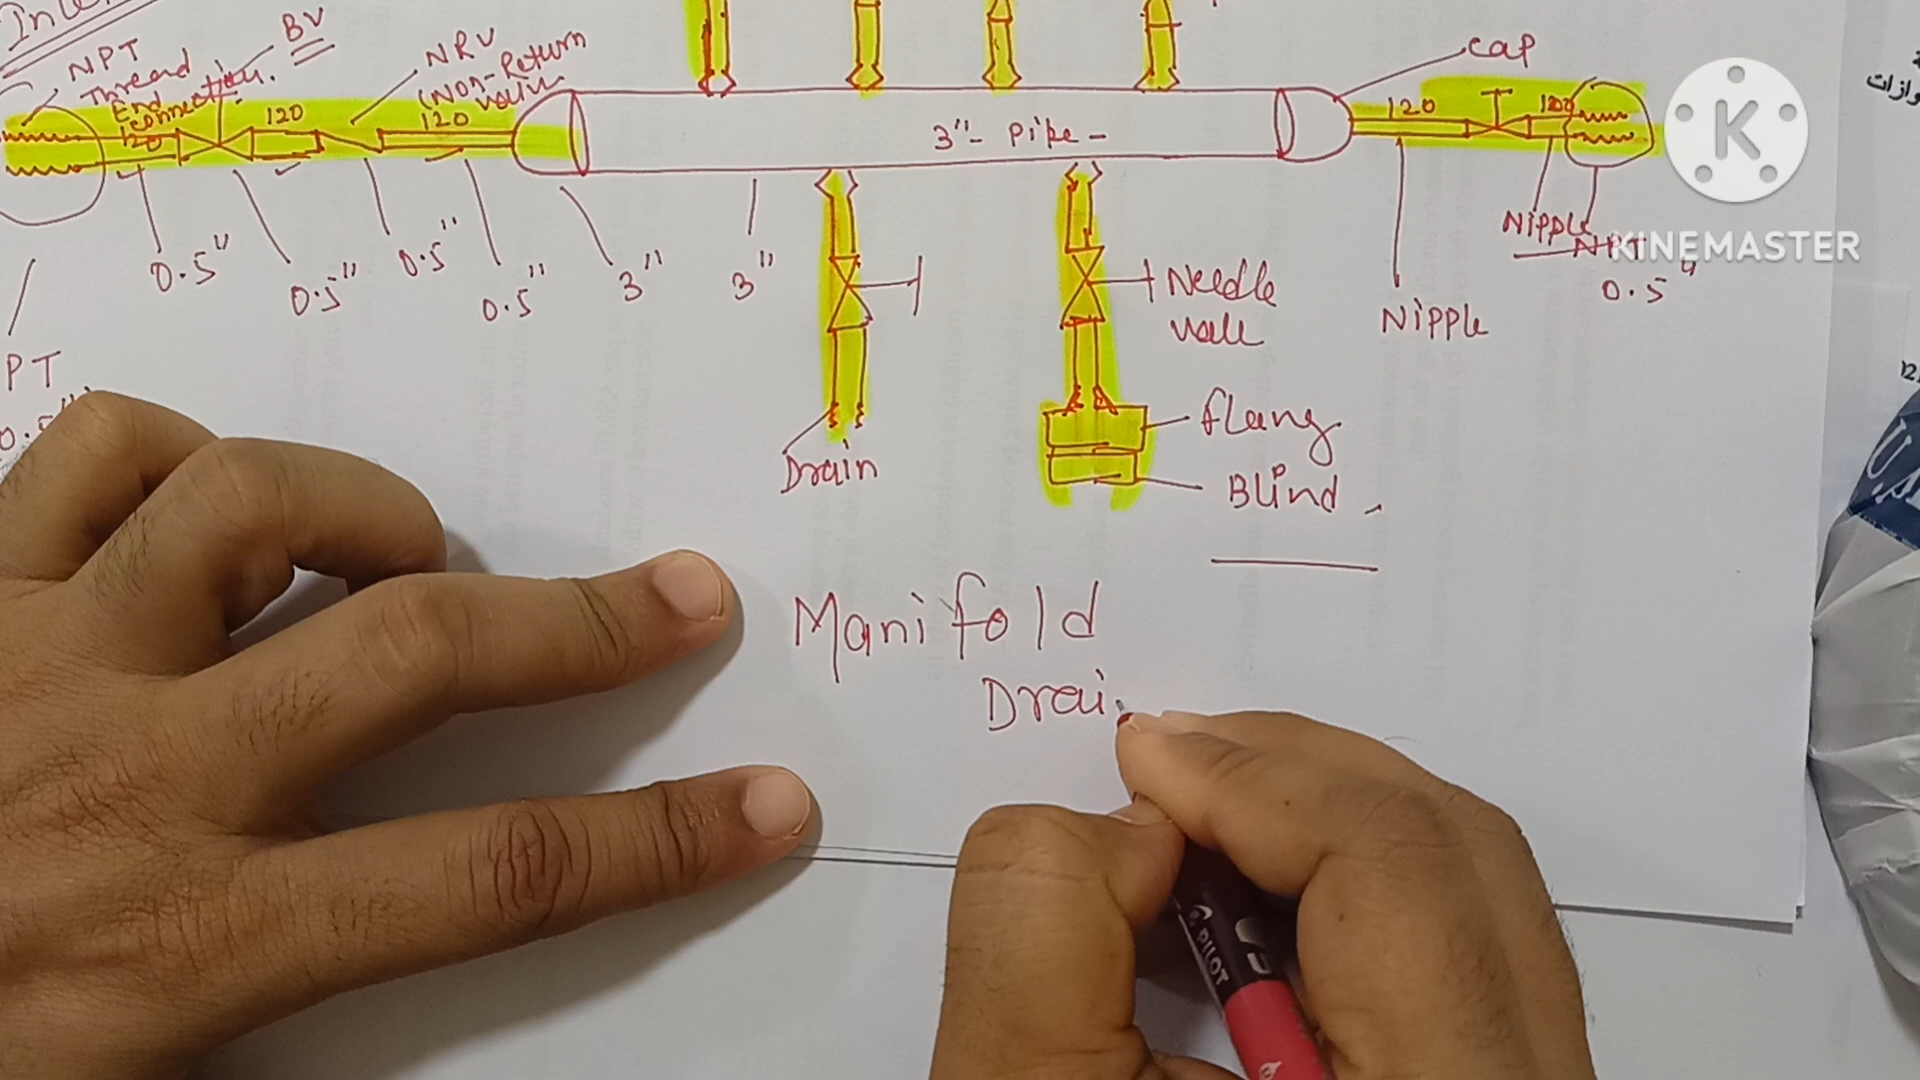 NPT
Thread
End
connection.
BV
NRV
(Non-Return
valve
cap
120
120
120
3"- Pipe -
120
120
Nipple
NPT
0.5"
KINEMASTER
0.5"
0.5"
0.5"
0.5"
3"
3"
Needle
Nipple
PT
Flang
Drain
Blind
Manifold
Drai
PILOT